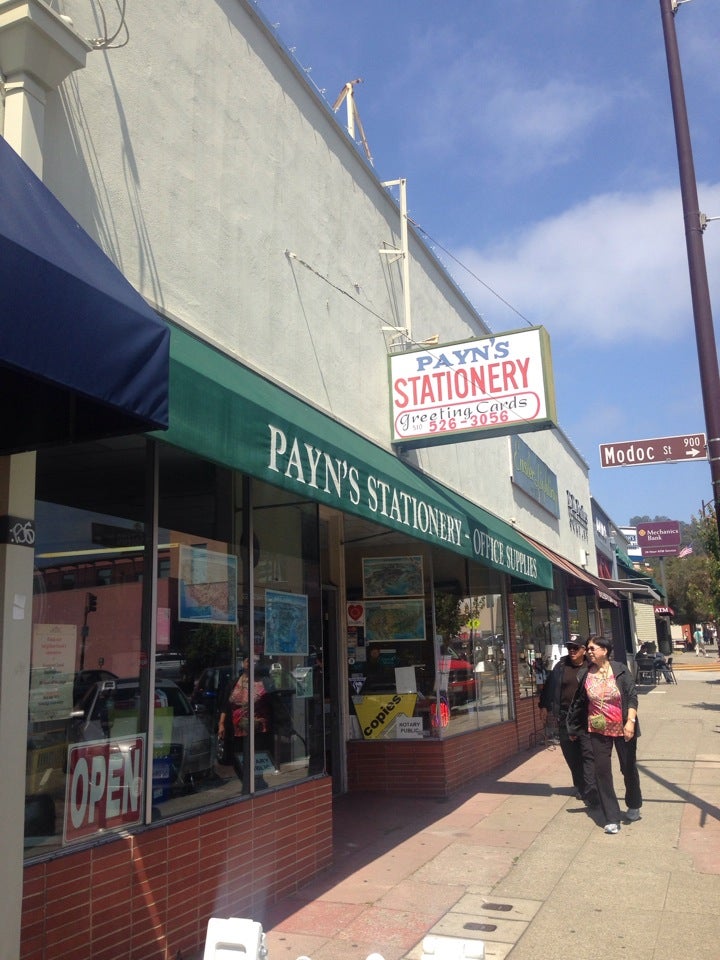 PAYN'S
STATIONERY
Greeting Cards
510 526-3056
PAYN'S STATIONERY - OFFICE SUPPLIES
Modoc St 900
Mechanics
Bank
ATM
copies
NOTARY
PUBLIC
OPEN